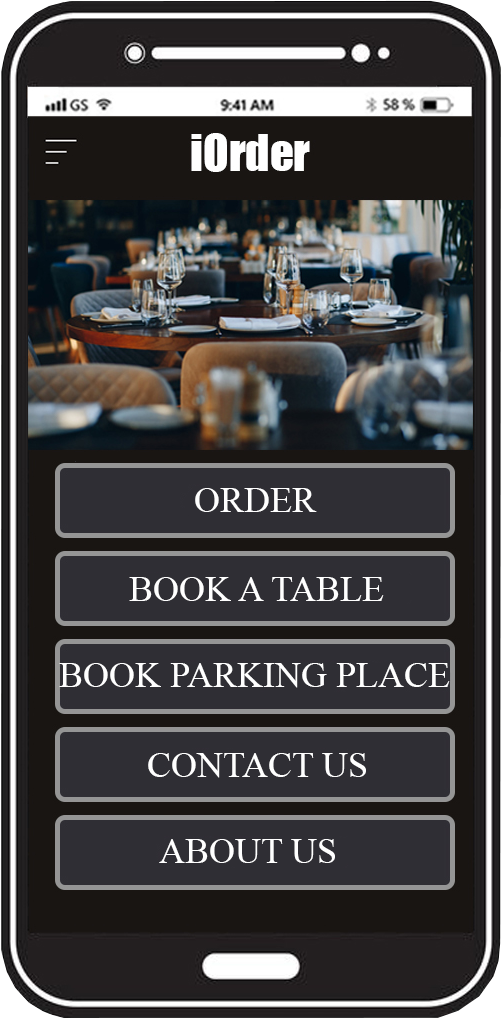 GS 9:41 AM 58 %
iOrder
ORDER
BOOK A TABLE
BOOK PARKING PLACE
CONTACT US
ABOUT US